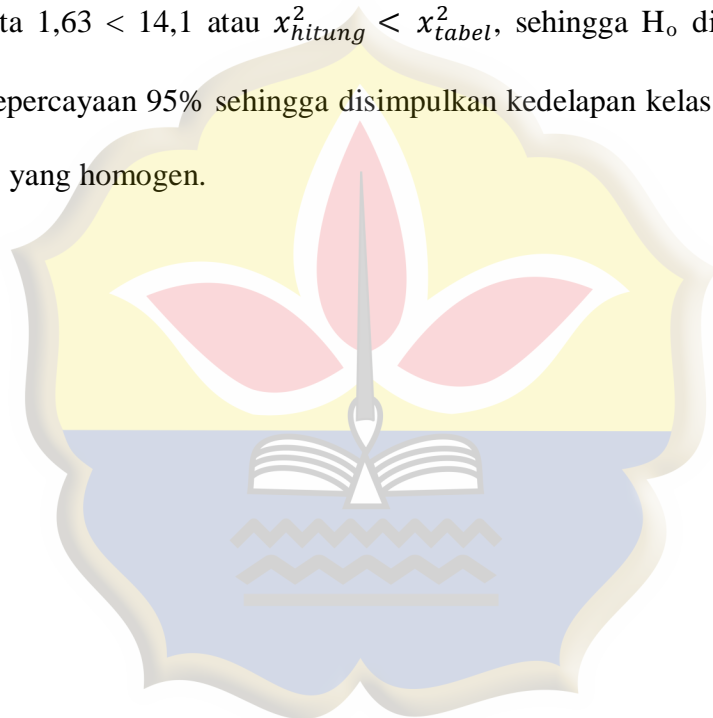 ta 1,63 < 14,1 atau x²hitung < x²tabel, sehingga Ho di
epercayaan 95% sehingga disimpulkan kedelapan kelas
yang homogen.